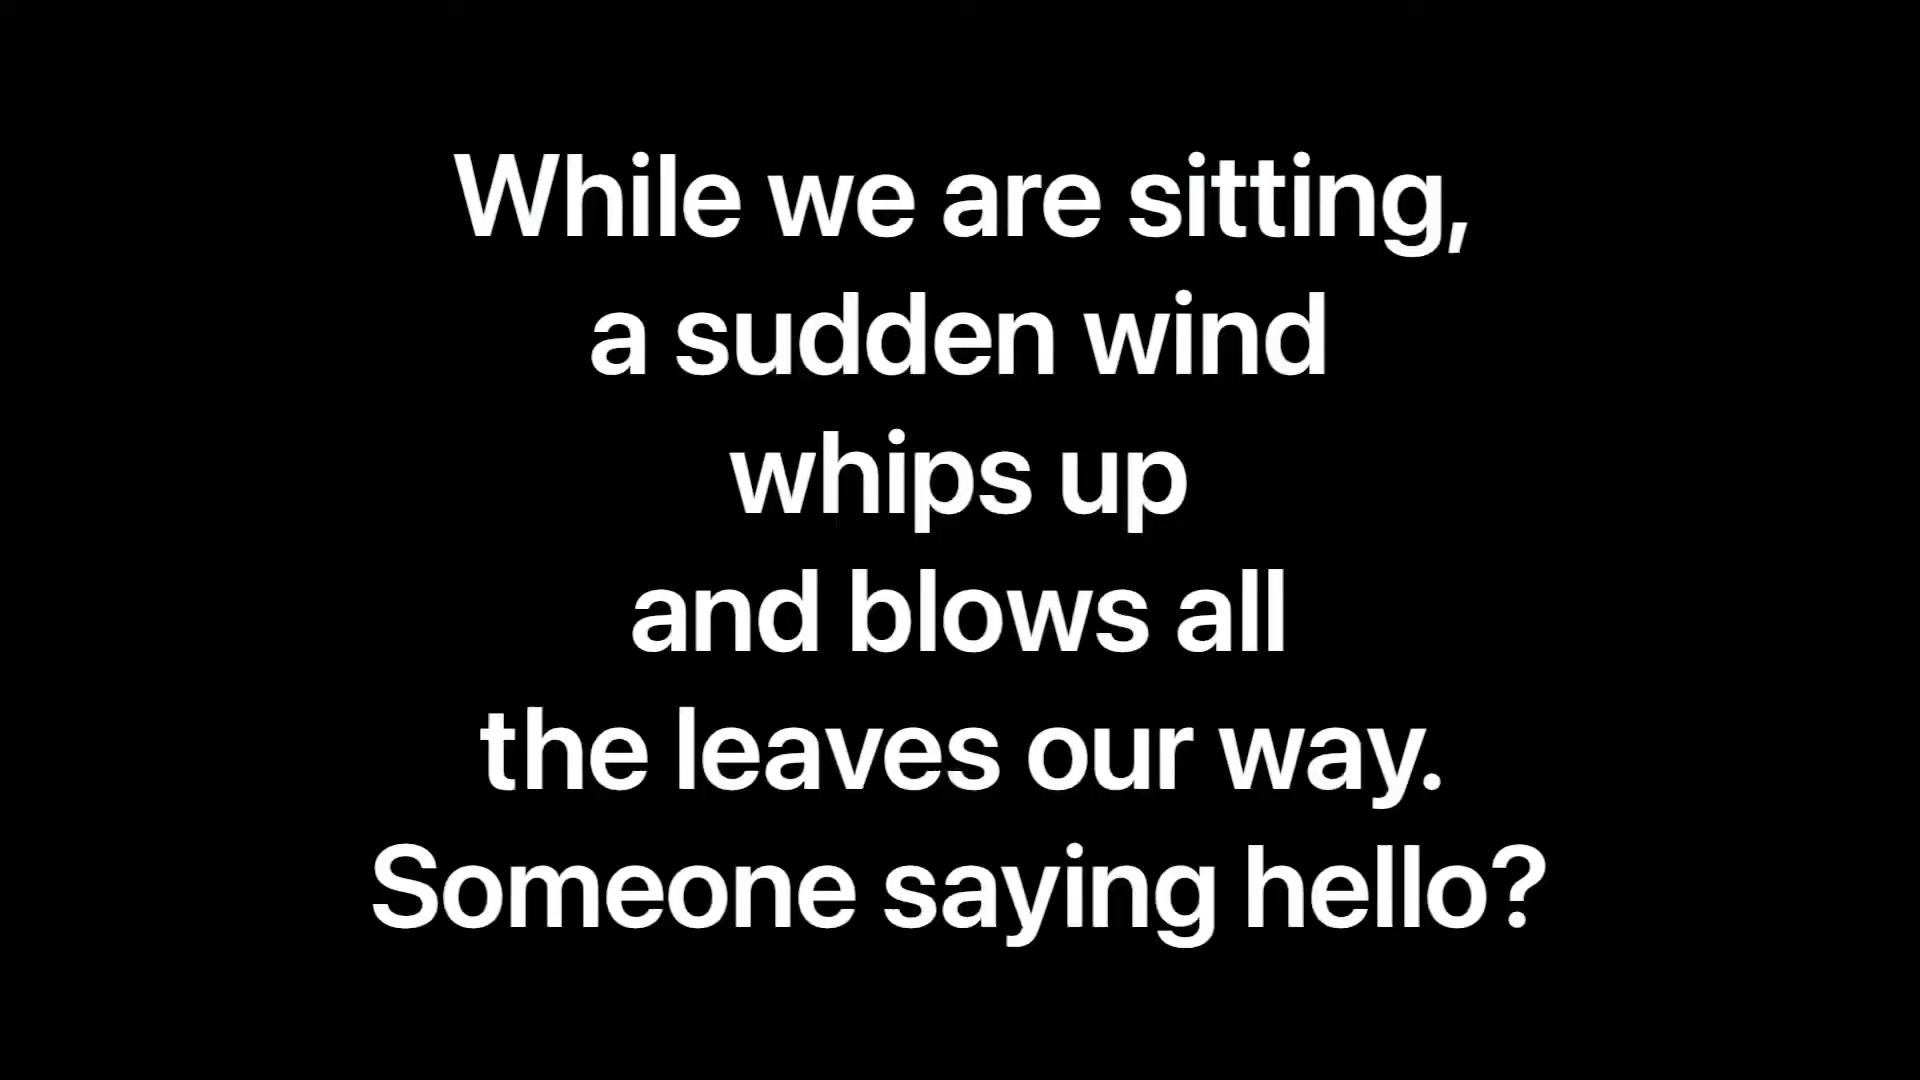 While we are sitting,
a sudden wind
whips up
and blows all
the leaves our way.
Someone saying hello?